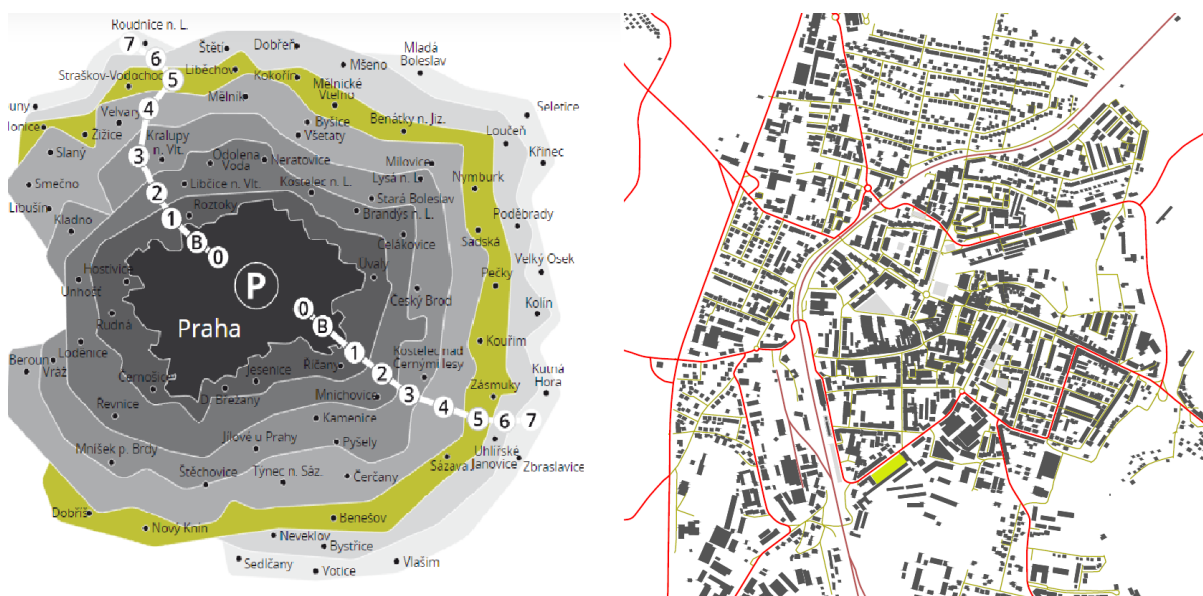 Roudnice n. L.
7
6
Štětí
Dobřeň
Mšeno
Mladá
Boleslav
Straškov-Vodochod
5
Liběchov
Kokořín
Mělnické
Vtelno
ouny
4
Velvary
Mělník
Seletice
Byšice
Všetaty
Benátky n. Jiz.
lonice
Žižice
Kralupy
n. Vlt.
Loučeň
Slaný
3
Odolena
Voda
Neratovice
Milovice
Křinec
Smečno
2
Libčice n. Vlt.
Kostelec n. L.
Lysá n. L.
Nymburk
Stará Boleslav
Libušín
Kladno
1
Roztoky
Brandýs n. L.
Poděbrady
B
0
Čelákovice
Sadská
Hostivice
P
Úvaly
Pečky
Velký Osek
Unhošť
Český Brod
Kolín
Rudná
Praha
0
B
Loděnice
1
Kostelec nad
Černými lesy
Kouřim
Beroun
Vráž
Černošice
Jesenice
Říčany
2
Kutná
Hora
D. Břežany
Mnichovice
3
Zásmuky
Řevnice
4
5
6
7
Kamenice
Mníšek p. Brdy
Jílové u Prahy
Pyšely
Uhlířské
Janovice
Štěchovice
Týnec n. Sáz.
Čerčany
Sázava
Zbraslavice
Dobříš
Nový Knín
Benešov
Neveklov
Bystřice
Sedlčany
Votice
Vlašim